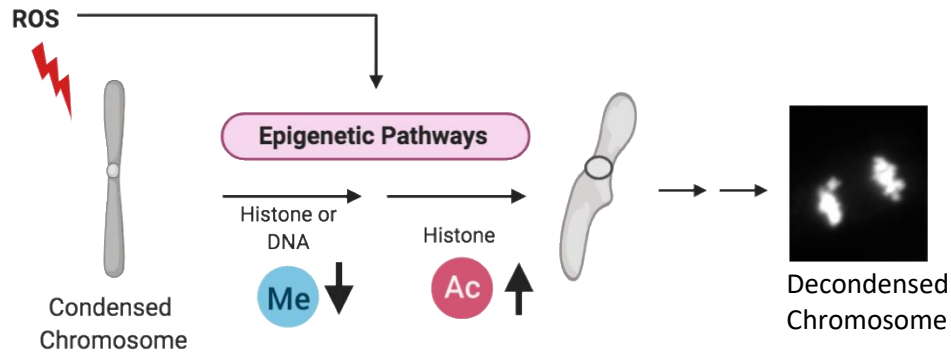 ROS
Epigenetic Pathways
Histone or
DNA
Me
Histone
Ac
Condensed
Chromosome
Decondensed
Chromosome